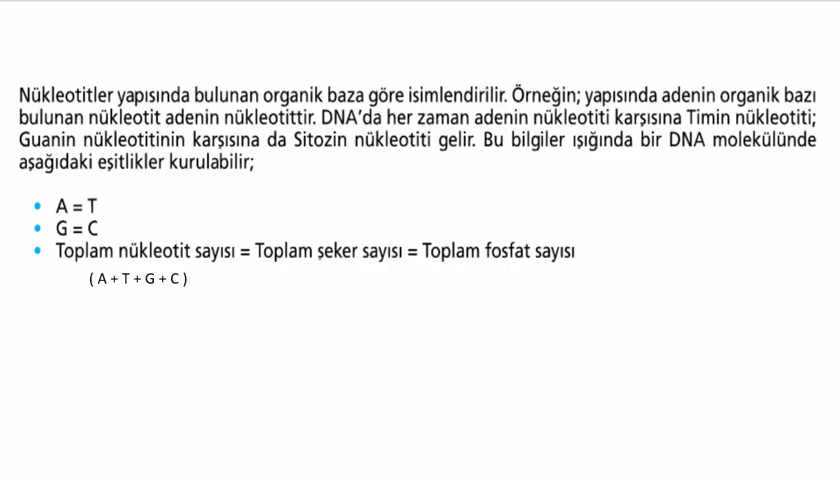 Nükleotitler yapısında bulunan organik baza göre isimlendirilir. Örneğin; yapısında adenin organik bazı
bulunan nükleotit adenin nükleotittir. DNA'da her zaman adenin nükleotiti karşısına Timin nükleotiti;
Guanin nükleotitinin karşısına da Sitozin nükleotiti gelir. Bu bilgiler ışığında bir DNA molekülünde
aşağıdaki eşitlikler kurulabilir;
• A = T
• G = C
• Toplam nükleotit sayısı = Toplam şeker sayısı = Toplam fosfat sayısı
( A + T + G + C )